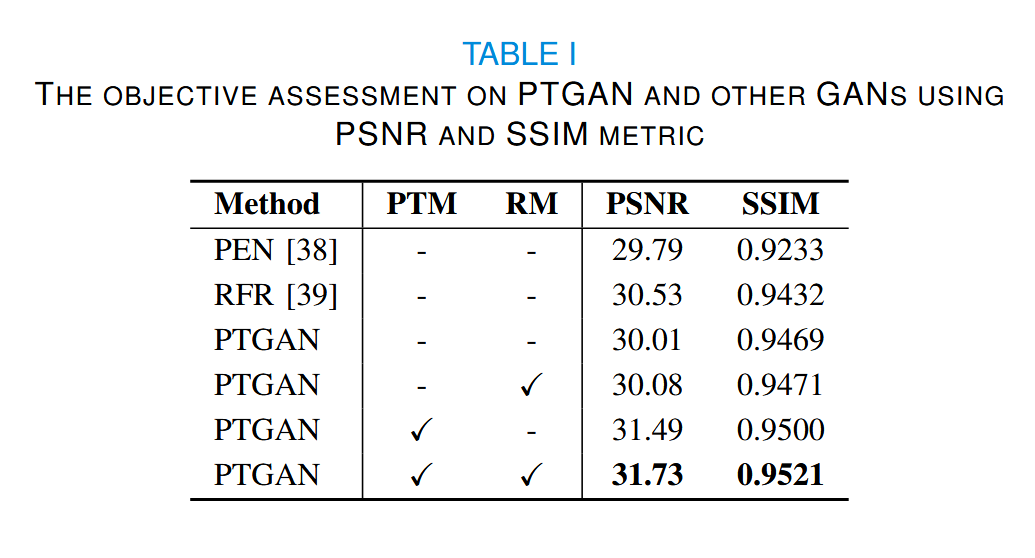 TABLE I
THE OBJECTIVE ASSESSMENT ON PTGAN AND OTHER GANS USING
PSNR AND SSIM METRIC
Method PTM RM PSNR SSIM
PEN [38] - - 29.79 0.9233
RFR [39] - - 30.53 0.9432
PTGAN - - 30.01 0.9469
PTGAN - ✓ 30.08 0.9471
PTGAN ✓ - 31.49 0.9500
PTGAN ✓ ✓ 31.73 0.9521